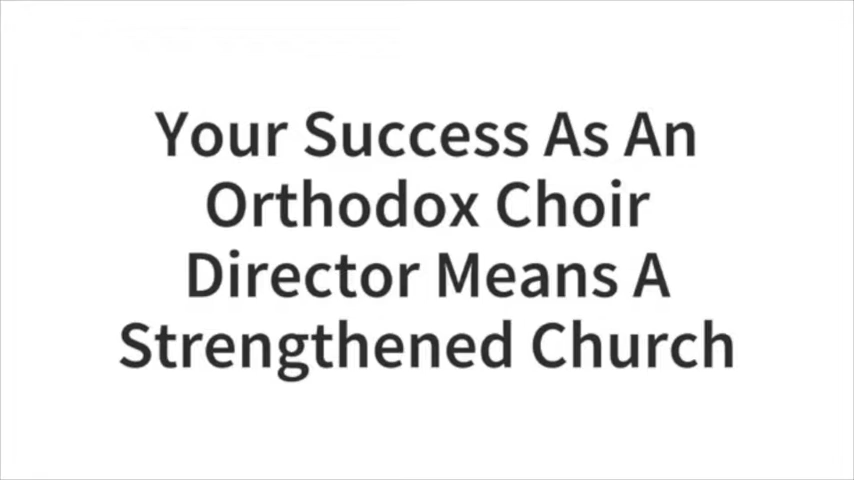 Your Success As An
Orthodox Choir
Director Means A
Strengthened Church